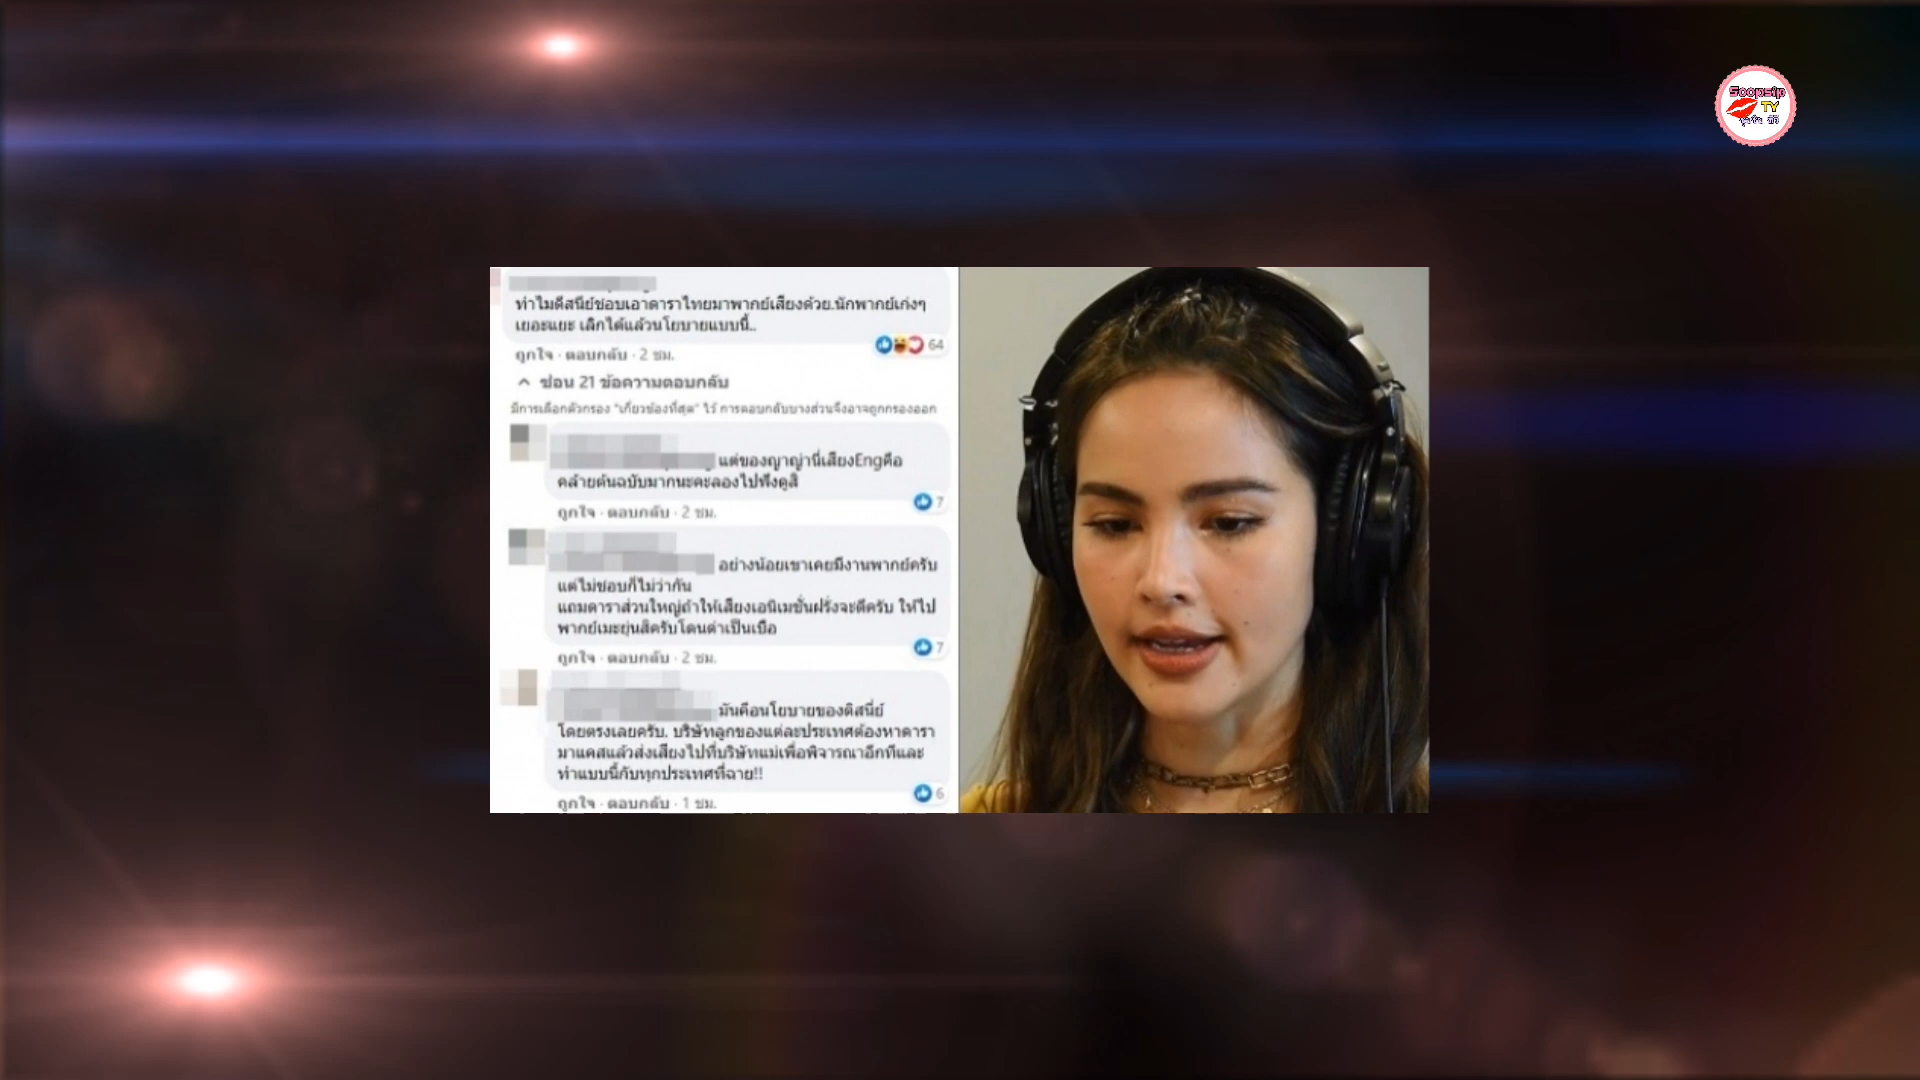 Soopsip
TV
ซุบซิบ ทีวี
ทำไมดีสนีย์ชอบเอาดาราไทยมาพากย์เสียงด้วย.นักพากย์เก่งๆ
เยอะแยะ เลิกได้แล้วนโยบายแบบนี้..
64
ถูกใจ · ตอบกลับ · 2 ชม.
ซ่อน 21 ข้อความตอบกลับ
มีการเลือกตัวกรอง "เกี่ยวข้องที่สุด" ไว้ การตอบกลับบางส่วนจึงอาจถูกกรองออก
แต่ของญาญ่านี่เสียงEngคือ
คล้ายต้นฉบับมากนะคะลองไปฟังดูสิ
7
ถูกใจ · ตอบกลับ · 2 ชม.
อย่างน้อยเขาเคยมีงานพากย์ครับ
แต่ไม่ชอบก็ไม่ว่ากัน
แถมดาราส่วนใหญ่ถ้าให้เสียงเอนิเมชั่นฝรั่งจะดีครับ ให้ไป
พากย์เมะยุ่นสิครับโดนด่าเป็นเบือ
7
ถูกใจ · ตอบกลับ · 2 ชม.
มันคือนโยบายของดิสนี่ย์
โดยตรงเลยครับ. บริษัทลูกของแต่ละประเทศต้องหาดารา
มาแคสแล้วส่งเสียงไปที่บริษัทแม่เพื่อพิจารณาอีกทีและ
ทำแบบนี้กับทุกประเทศที่ฉาย!!
6
ถูกใจ · ตอบกลับ · 1 ชม.